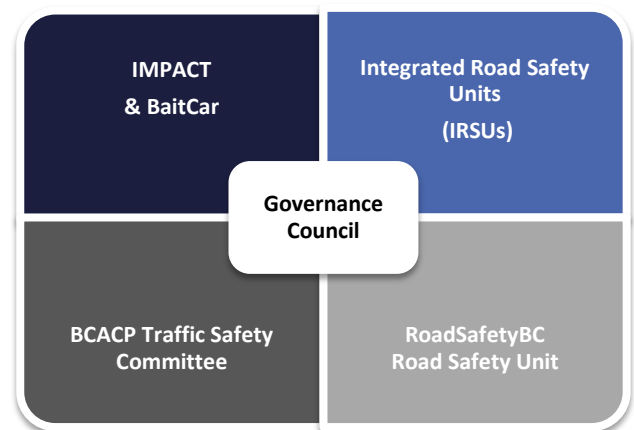 IMPACT
& BaitCar
Integrated Road Safety
Units
(IRSUs)
Governance
Council
BCACP Traffic Safety
Committee
RoadSafetyBC
Road Safety Unit